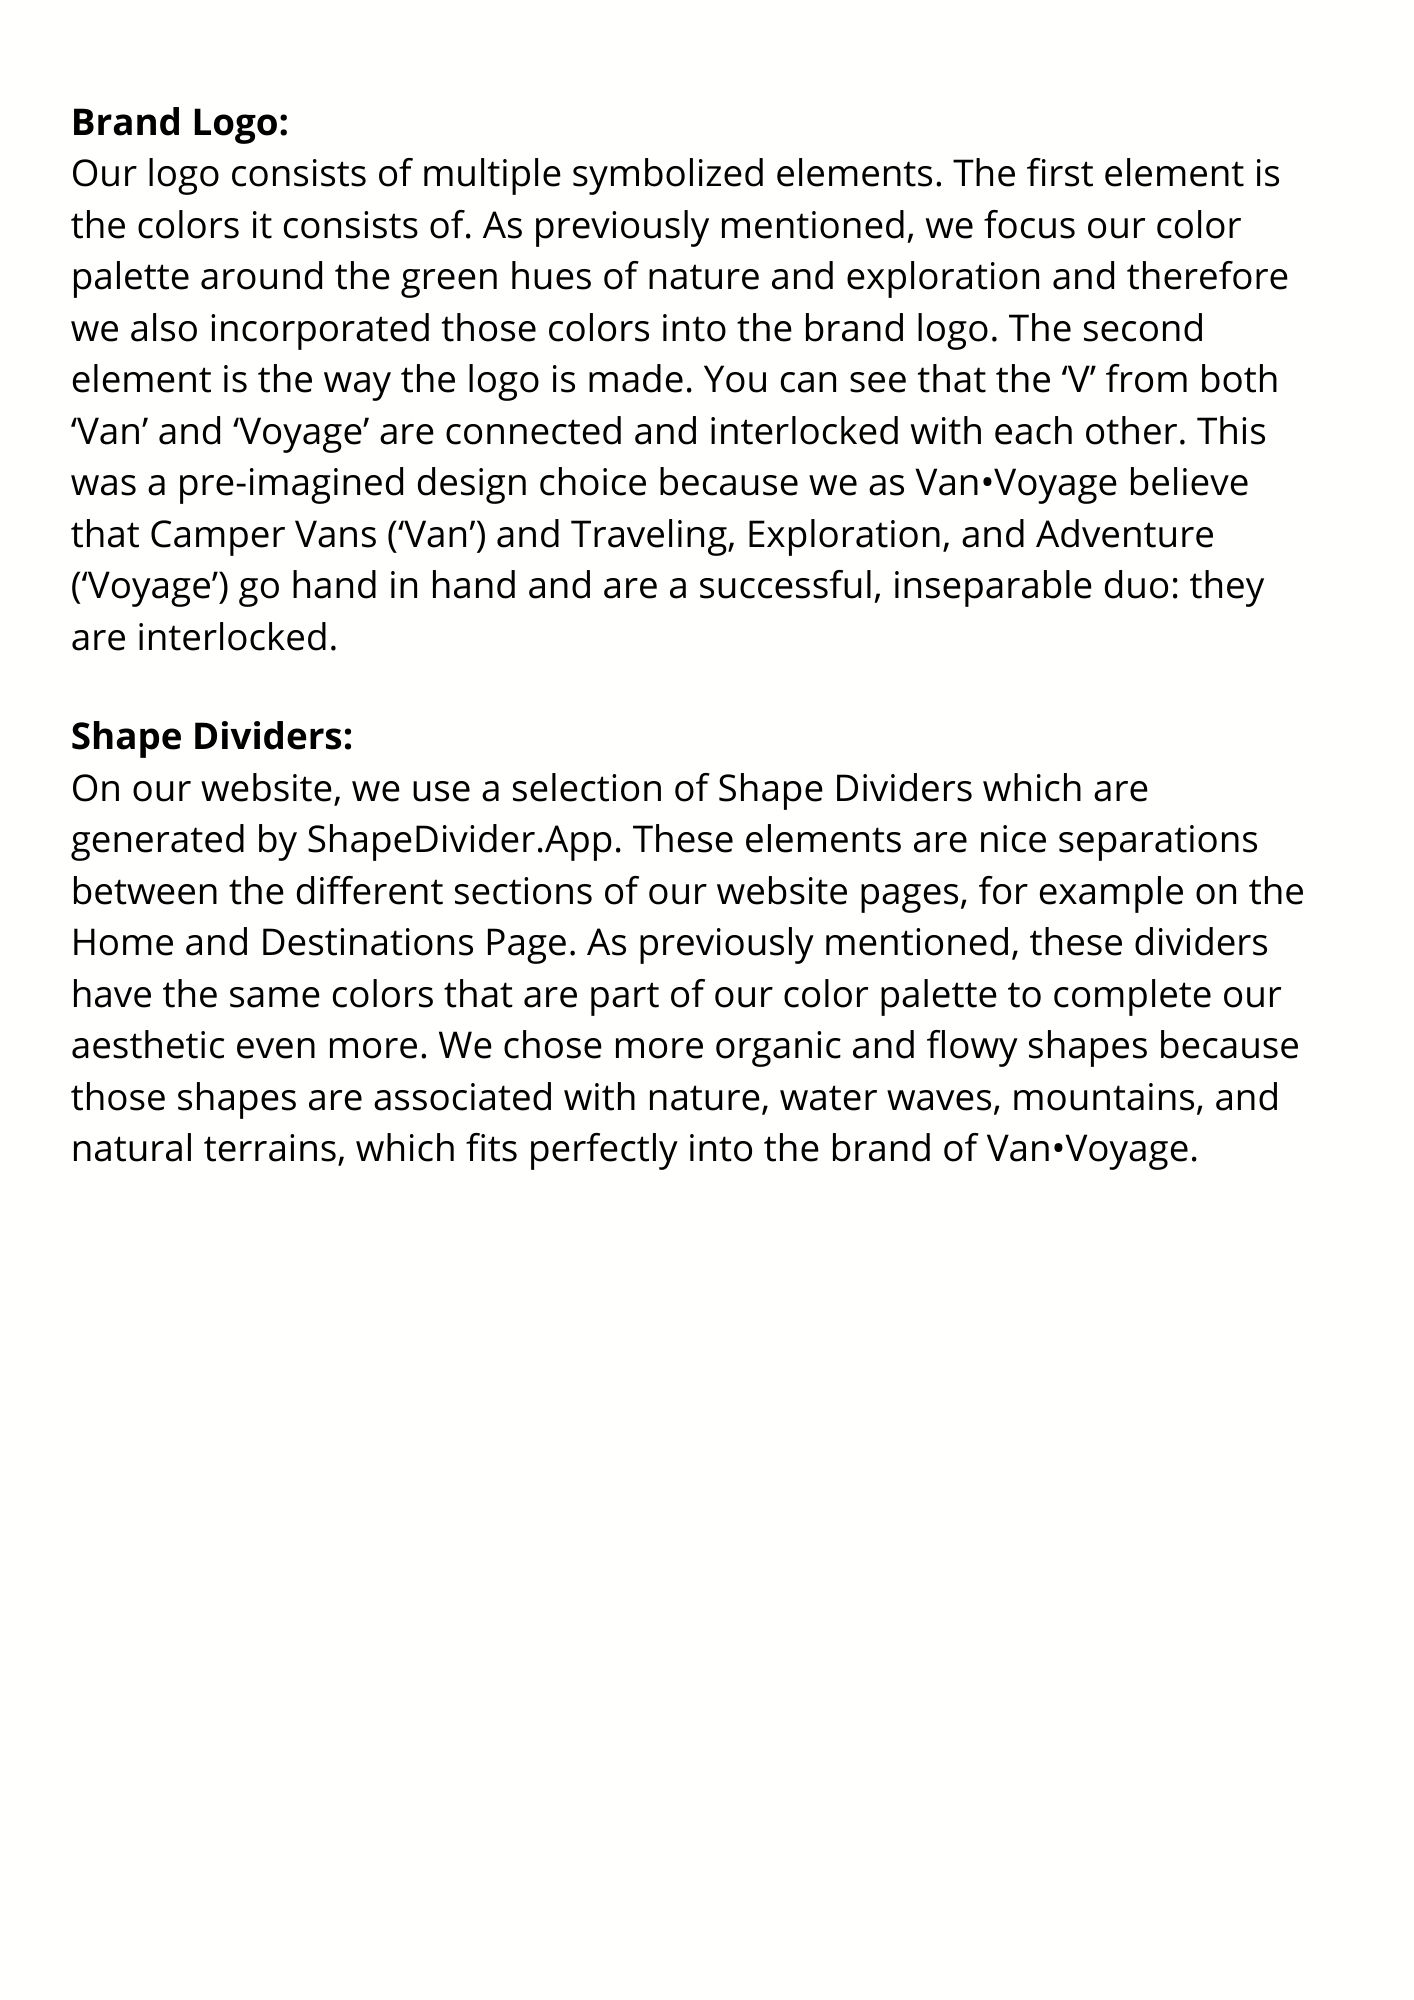 Brand Logo:
Our logo consists of multiple symbolized elements. The first element is
the colors it consists of. As previously mentioned, we focus our color
palette around the green hues of nature and exploration and therefore
we also incorporated those colors into the brand logo. The second
element is the way the logo is made. You can see that the ‘V’ from both
‘Van’ and ‘Voyage’ are connected and interlocked with each other. This
was a pre-imagined design choice because we as Van•Voyage believe
that Camper Vans (‘Van’) and Traveling, Exploration, and Adventure
(‘Voyage’) go hand in hand and are a successful, inseparable duo: they
are interlocked.
Shape Dividers:
On our website, we use a selection of Shape Dividers which are
generated by ShapeDivider.App. These elements are nice separations
between the different sections of our website pages, for example on the
Home and Destinations Page. As previously mentioned, these dividers
have the same colors that are part of our color palette to complete our
aesthetic even more. We chose more organic and flowy shapes because
those shapes are associated with nature, water waves, mountains, and
natural terrains, which fits perfectly into the brand of Van•Voyage.